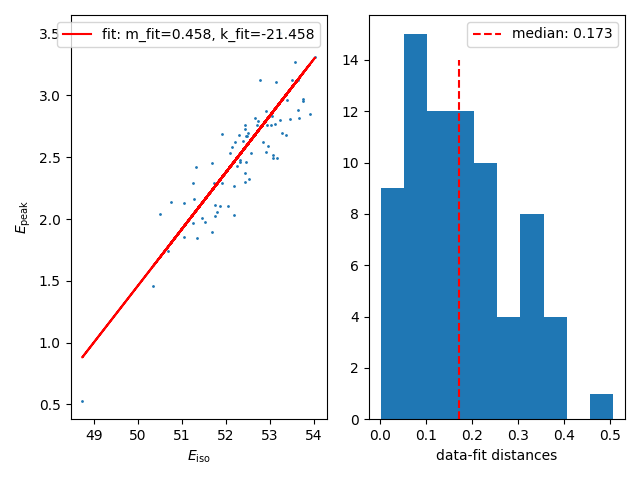 fit: m_fit=0.458, k_fit=-21.458
3.5
3.0
2.5
2.0
1.5
1.0
0.5
E_peak
49 50 51 52 53 54
E_iso
median: 0.173
14
12
10
8
6
4
2
0
0.0 0.1 0.2 0.3 0.4 0.5
data-fit distances